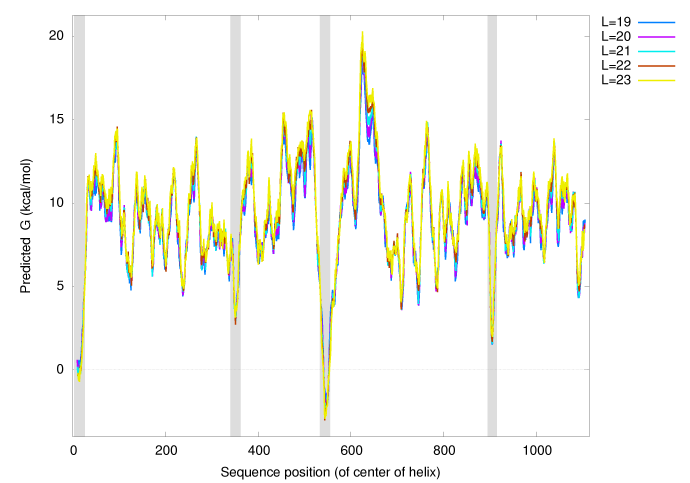 L=19
L=20
L=21
L=22
L=23
20
15
10
5
0
Predicted G (kcal/mol)
0 200 400 600 800 1000
Sequence position (of center of helix)